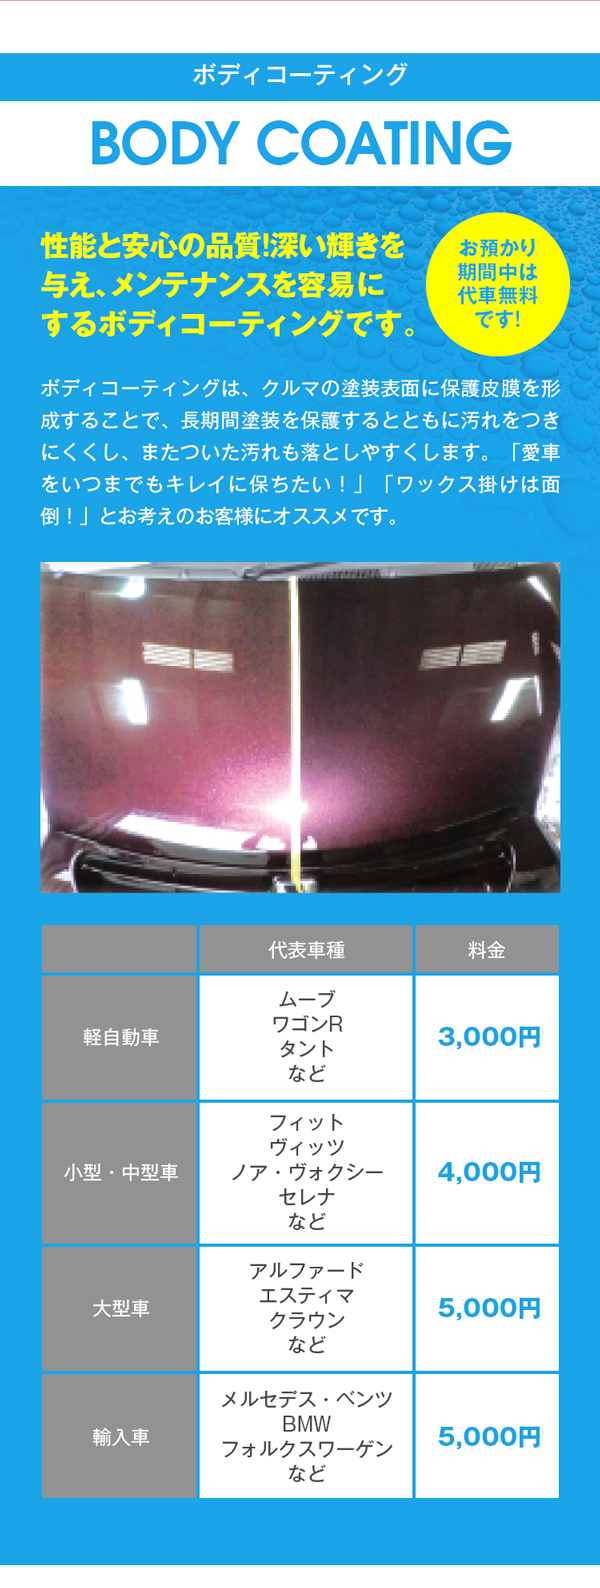 ボディコーティング
BODY COATING
性能と安心の品質!深い輝きを
与え、メンテナンスを容易に
するボディコーティングです。
お預かり
期間中は
代車無料
です!
ボディコーティングは、クルマの塗装表面に保護皮膜を形
成することで、長期間塗装を保護するとともに汚れをつき
にくくし、またついた汚れも落としやすくします。「愛車
をいつまでもキレイに保ちたい！」「ワックス掛けは面
倒！」とお考えのお客様にオススメです。
代表車種 料金
軽自動車
ムーブ
ワゴンR
タント
など
3,000円
小型・中型車
フィット
ヴィッツ
ノア・ヴォクシー
セレナ
など
4,000円
大型車
アルファード
エスティマ
クラウン
など
5,000円
輸入車
メルセデス・ベンツ
BMW
フォルクスワーゲン
など
5,000円